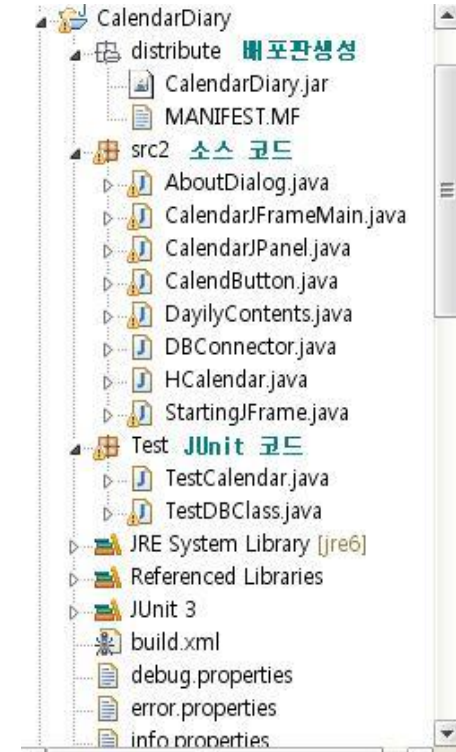 CalendarDiary
distribute 배포판생성
CalendarDiary.jar
MANIFEST.MF
src2 소스 코드
AboutDialog.java
CalendarJFrameMain.java
CalendarJPanel.java
CalendButton.java
DayilyContents.java
DBConnector.java
HCalendar.java
StartingJFrame.java
Test JUnit 코드
TestCalendar.java
TestDBClass.java
JRE System Library [jre6]
Referenced Libraries
JUnit 3
build.xml
debug.properties
error.properties
info.properties